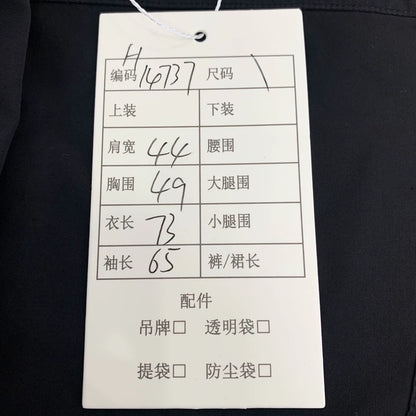 H
编码 14737 尺码 \
上装 下装
肩宽 44 腰围
胸围 49 大腿围
衣长 73 小腿围
袖长 65 裤/裙长
配件
吊牌□ 透明袋□
提袋□ 防尘袋□